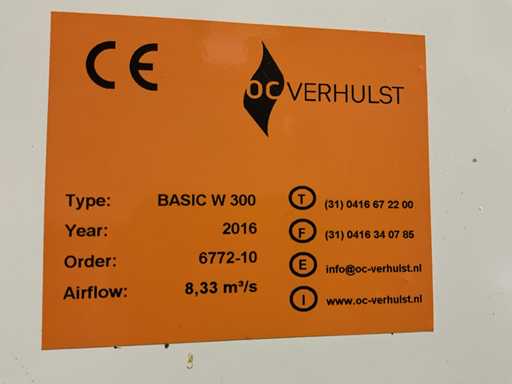 CE
OC VERHULST
Type: BASIC W 300
Year: 2016
Order: 6772-10
Airflow: 8,33 m³/s
T (31) 0416 67 22 00
F (31) 0416 34 07 85
E info@oc-verhulst.nl
I www.oc-verhulst.nl